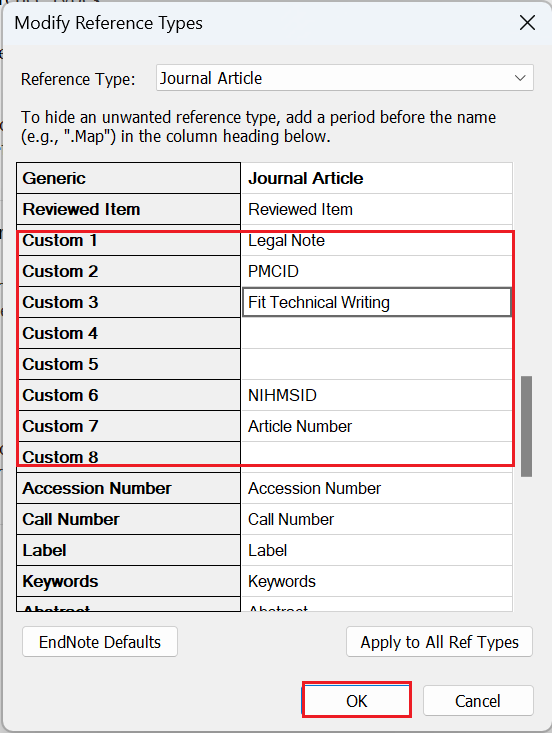 Modify Reference Types
Reference Type: Journal Article
To hide an unwanted reference type, add a period before the name
(e.g., ".Map") in the column heading below.
Generic Journal Article
Reviewed Item Reviewed Item
Custom 1 Legal Note
Custom 2 PMCID
Custom 3 Fit Technical Writing
Custom 4
Custom 5
Custom 6 NIHMSID
Custom 7 Article Number
Custom 8
Accession Number Accession Number
Call Number Call Number
Label Label
Keywords Keywords
Abstract Abstract
EndNote Defaults Apply to All Ref Types
OK Cancel